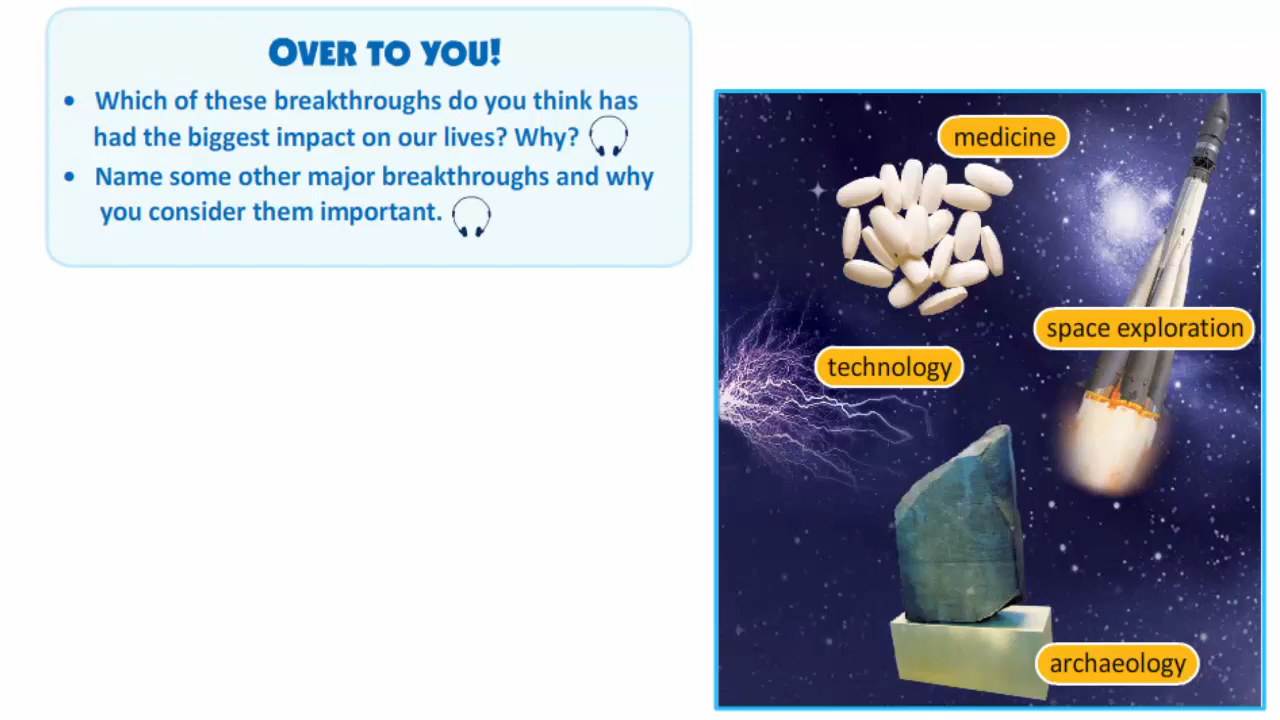 OVER TO YOU!
• Which of these breakthroughs do you think has
had the biggest impact on our lives? Why?
• Name some other major breakthroughs and why
you consider them important.
medicine
space exploration
technology
archaeology